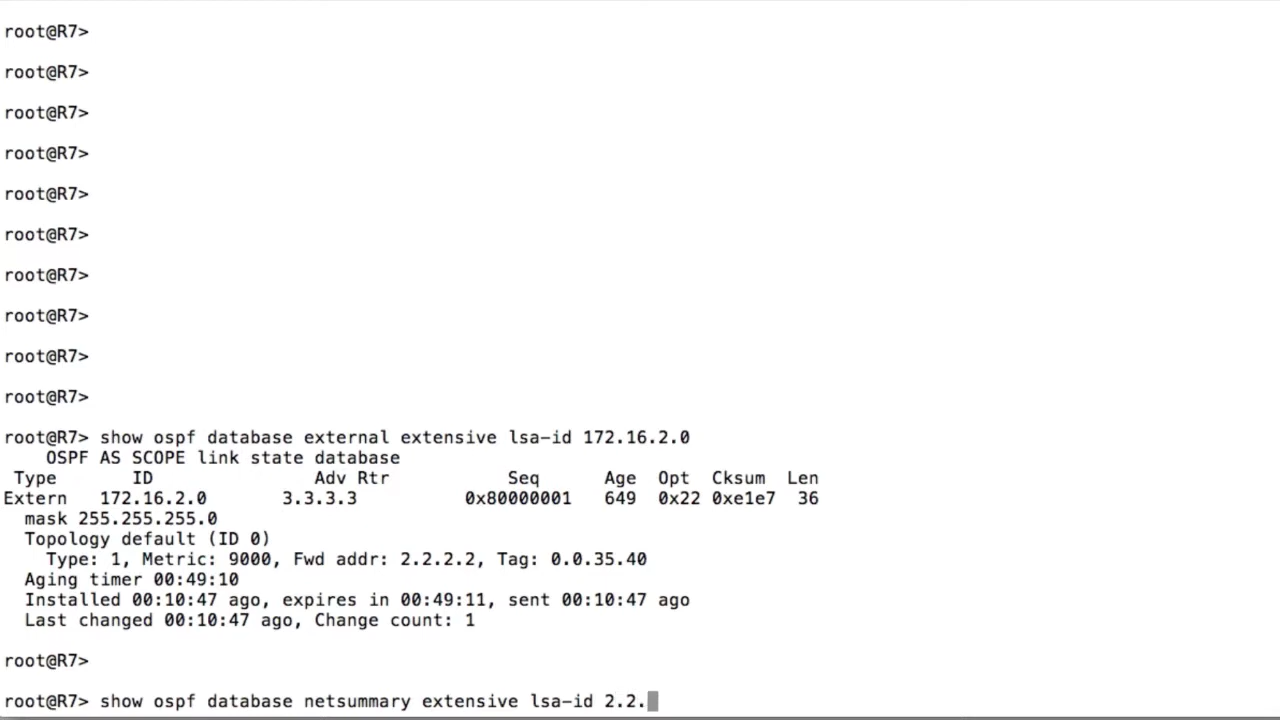 root@R7>
root@R7>
root@R7>
root@R7>
root@R7>
root@R7>
root@R7>
root@R7>
root@R7>
root@R7>
root@R7> show ospf database external extensive lsa-id 172.16.2.0
    OSPF AS SCOPE link state database
 Type       ID               Adv Rtr           Seq      Age  Opt  Cksum  Len
Extern   172.16.2.0       3.3.3.3          0x80000001   649  0x22 0xe1e7  36
  mask 255.255.255.0
  Topology default (ID 0)
    Type: 1, Metric: 9000, Fwd addr: 2.2.2.2, Tag: 0.0.35.40
  Aging timer 00:49:10
  Installed 00:10:47 ago, expires in 00:49:11, sent 00:10:47 ago
  Last changed 00:10:47 ago, Change count: 1
root@R7>
root@R7> show ospf database netsummary extensive lsa-id 2.2.